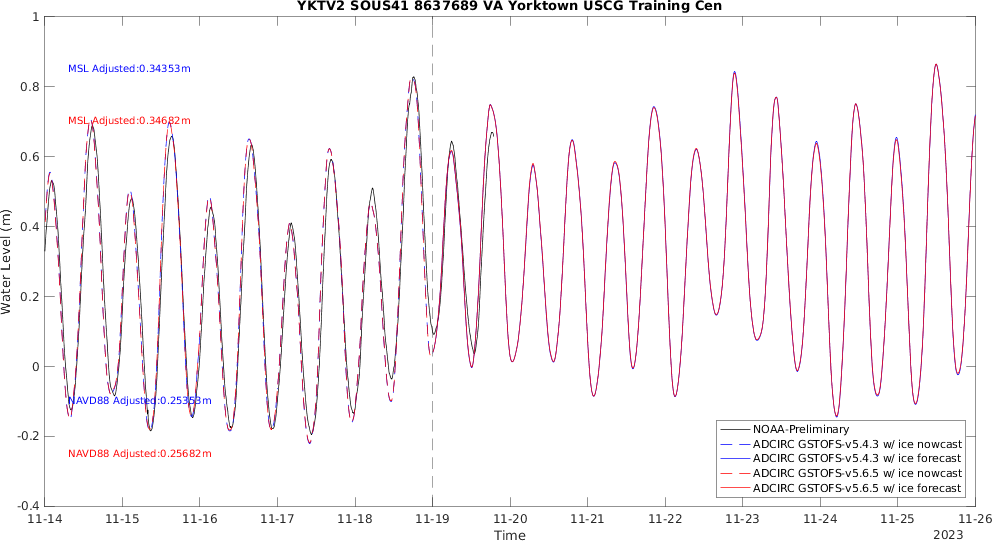 YKTV2 SOUS41 8637689 VA Yorktown USCG Training Cen
1
0.8
0.6
0.4
0.2
0
-0.2
-0.4
Water Level (m)
MSL Adjusted:0.34353m
MSL Adjusted:0.34682m
NAVD88 Adjusted:0.25353m
NAVD88 Adjusted:0.25682m
NOAA-Preliminary
ADCIRC GSTOFS-v5.4.3 w/ ice nowcast
ADCIRC GSTOFS-v5.4.3 w/ ice forecast
ADCIRC GSTOFS-v5.6.5 w/ ice nowcast
ADCIRC GSTOFS-v5.6.5 w/ ice forecast
11-14 11-15 11-16 11-17 11-18 11-19 11-20 11-21 11-22 11-23 11-24 11-25 11-26
Time
2023